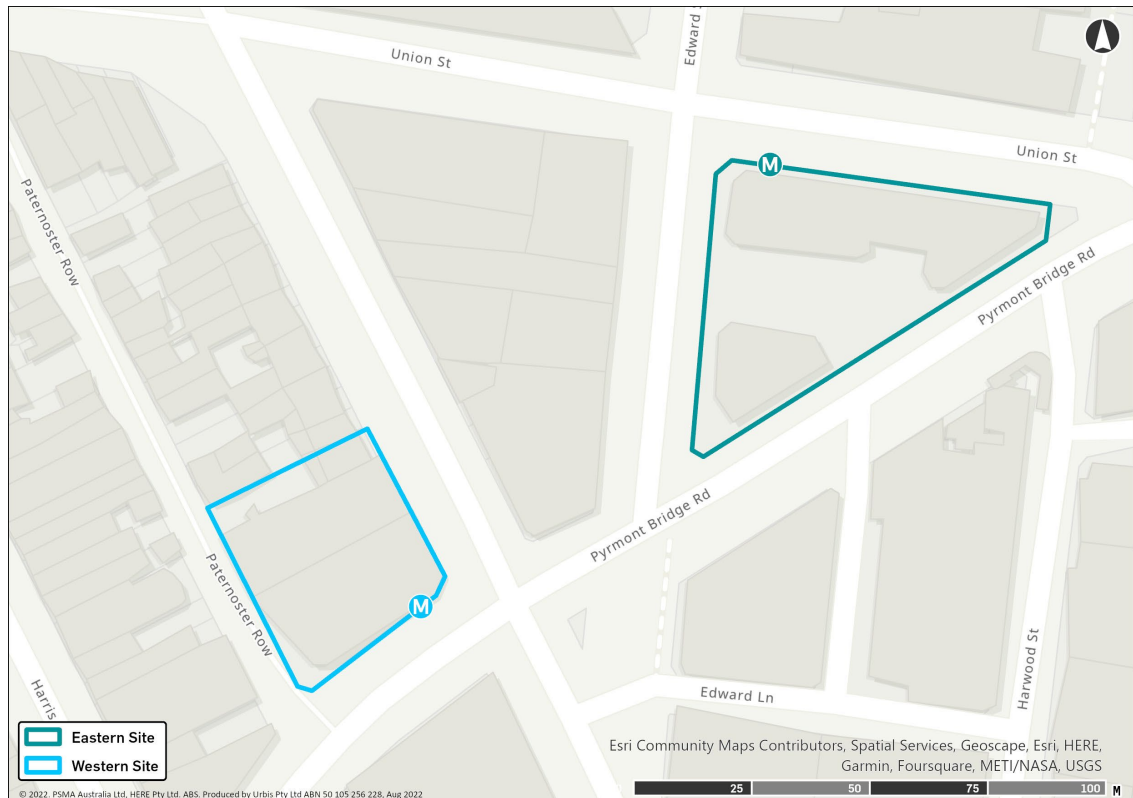 Union St
Edward S
Union St
M
Paternoster Row
Pyrmont Bridge Rd
Pyrmont Bridge Rd
M
Paternoster Row
Harwood St
Harris
Edward Ln
Eastern Site
Western Site
Esri Community Maps Contributors, Spatial Services, Geoscape, Esri, HERE,
Garmin, Foursquare, METI/NASA, USGS
25 50 75 100 M
© 2022. PSMA Australia Ltd, HERE Pty Ltd. ABS. Produced by Urbis Pty Ltd ABN 50 105 256 228, Aug 2022